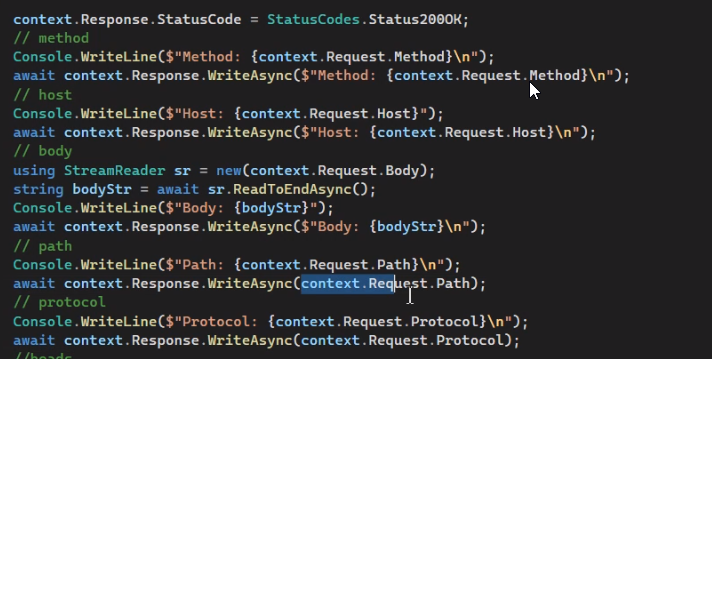 context.Response.StatusCode = StatusCodes.Status200OK;
// method
Console.WriteLine($"Method: {context.Request.Method}\n");
await context.Response.WriteAsync($"Method: {context.Request.Method}\n");
// host
Console.WriteLine($"Host: {context.Request.Host}");
await context.Response.WriteAsync($"Host: {context.Request.Host}\n");
// body
using StreamReader sr = new(context.Request.Body);
string bodyStr = await sr.ReadToEndAsync();
Console.WriteLine($"Body: {bodyStr}");
await context.Response.WriteAsync($"Body: {bodyStr}\n");
// path
Console.WriteLine($"Path: {context.Request.Path}\n");
await context.Response.WriteAsync(context.Request.Path);
// protocol
Console.WriteLine($"Protocol: {context.Request.Protocol}\n");
await context.Response.WriteAsync(context.Request.Protocol);